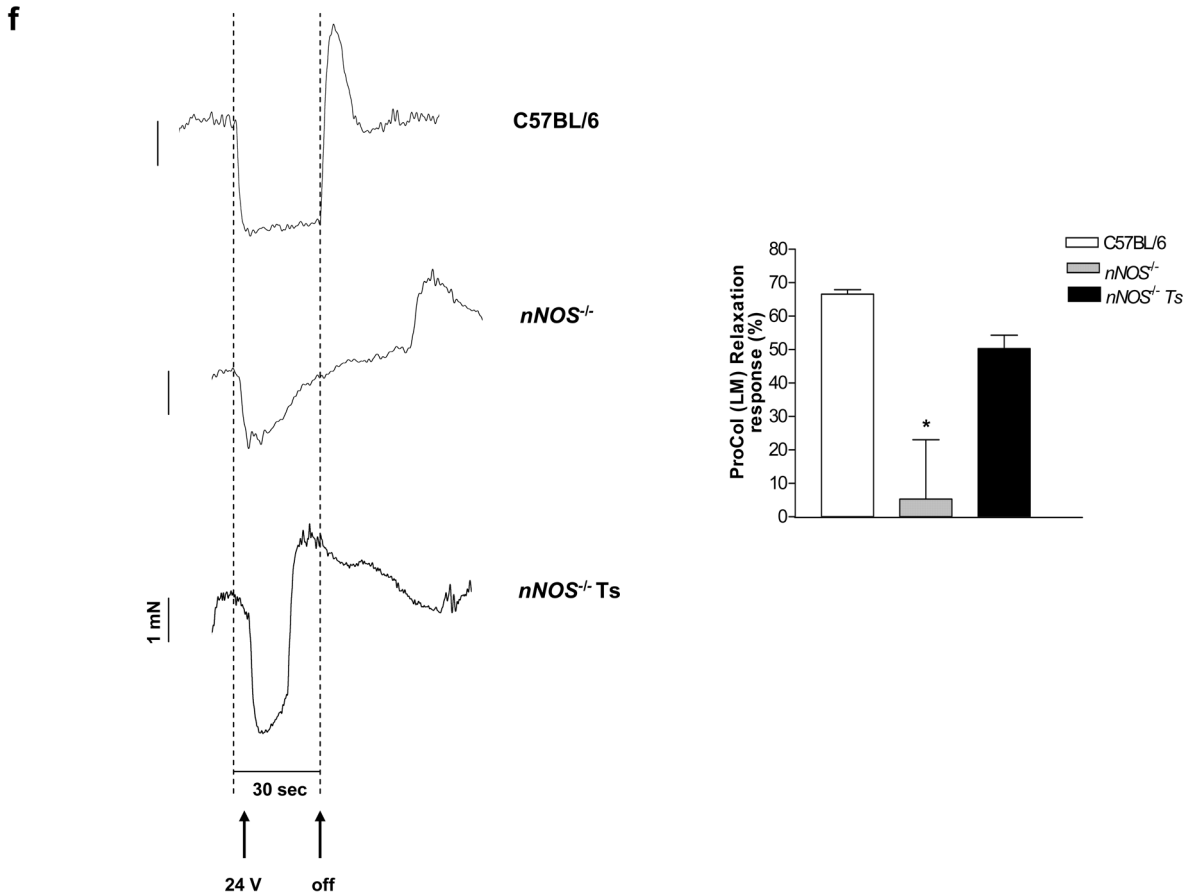 f
C57BL/6
nNOS-/-
nNOS-/- Ts
1 mN
30 sec
24 V
off
ProCol (LM) Relaxation
response (%)
80
70
60
50
40
30
20
10
0
*
C57BL/6
nNOS-/-
nNOS-/- Ts